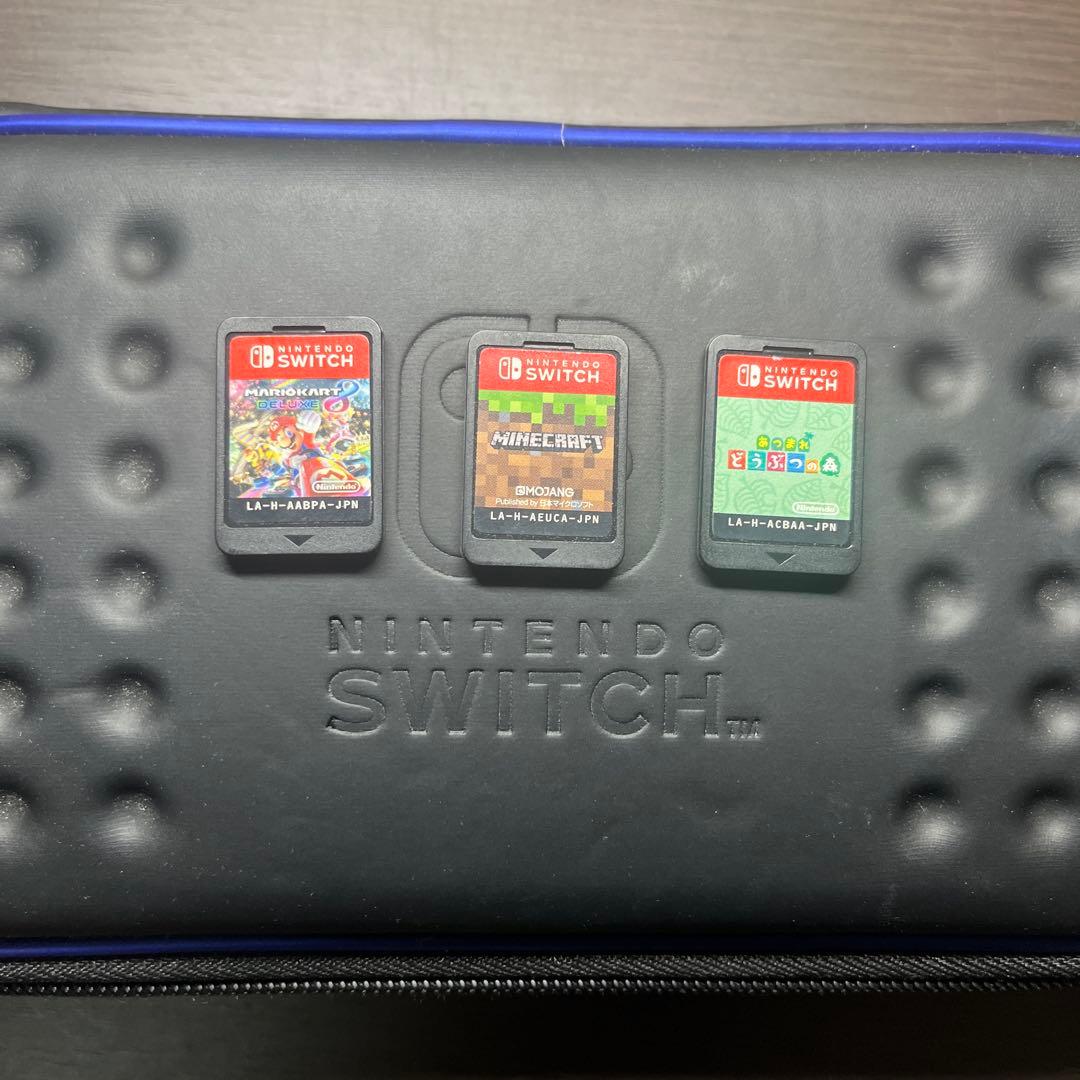 NINTENDO
SWITCH
MARIOKART 8
DELUXE
Nintendo
LA-H-AABPA-JPN
NINTENDO
SWITCH
MINECRAFT
MOJANG
Published by 日本マイクロソフト
LA-H-AEUCA-JPN
NINTENDO
SWITCH
あつまれ
どうぶつの森
Nintendo
LA-H-ACBAA-JPN
NINTENDO
SWITCH™